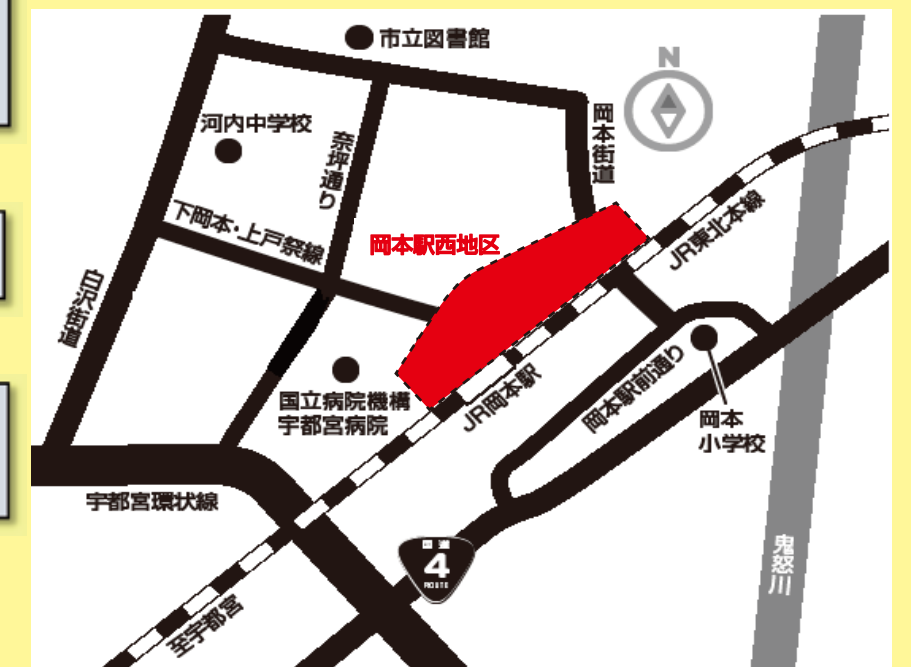 市立図書館
N
河内中学校
奈坪通り
岡本街道
下岡本・上戸祭線
岡本駅西地区
JR東北本線
白沢街道
国立病院機構
宇都宮病院
JR岡本駅
岡本駅前通り
岡本
小学校
宇都宮環状線
国道
4
ROUTE
鬼怒川
至宇都宮